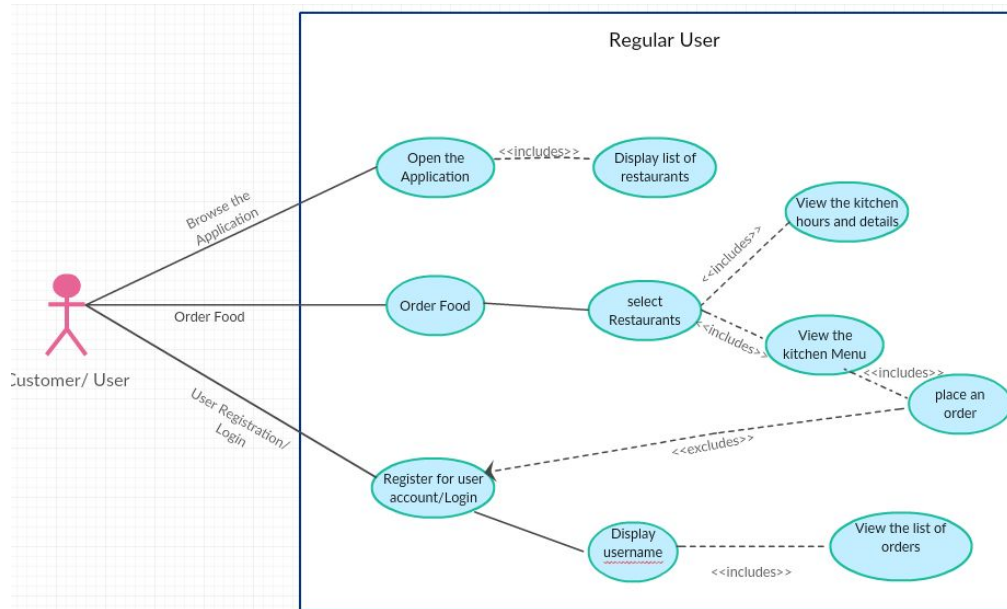 Regular User
Open the
Application
<<includes>>
Display list of
restaurants
View the kitchen
hours and details
Browse the
Application
<<includes>>
Order Food
Order Food
select
Restaurants
<<includes>>
View the
kitchen Menu
<<includes>>
place an
order
Customer/ User
User Registration/
Login
<<excludes>>
Register for user
account/Login
Display
username
<<includes>>
View the list of
orders